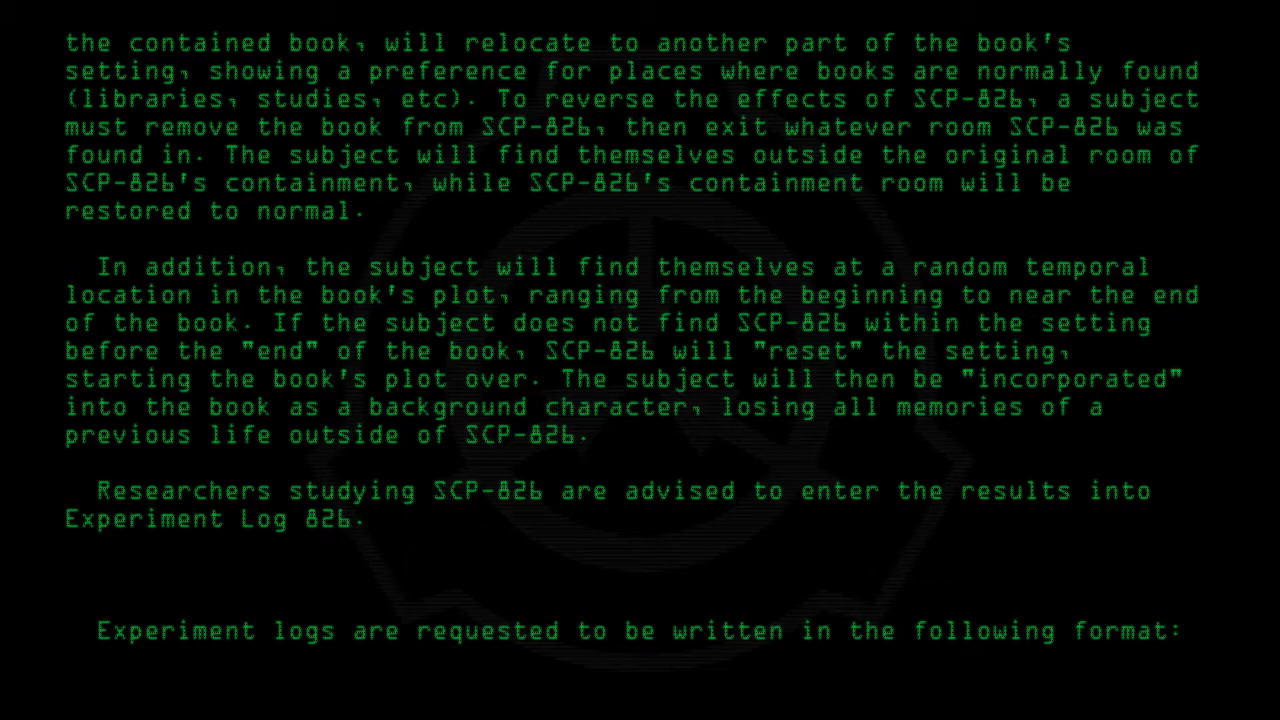 the contained book, will relocate to another part of the book's
setting, showing a preference for places where books are normally found
(libraries, studies, etc). To reverse the effects of SCP-826, a subject
must remove the book from SCP-826, then exit whatever room SCP-826 was
found in. The subject will find themselves outside the original room of
SCP-826's containment, while SCP-826's containment room will be
restored to normal.
In addition, the subject will find themselves at a random temporal
location in the book's plot, ranging from the beginning to near the end
of the book. If the subject does not find SCP-826 within the setting
before the "end" of the book, SCP-826 will "reset" the setting,
starting the book's plot over. The subject will then be "incorporated"
into the book as a background character, losing all memories of a
previous life outside of SCP-826.
Researchers studying SCP-826 are advised to enter the results into
Experiment Log 826.
Experiment logs are requested to be written in the following format: